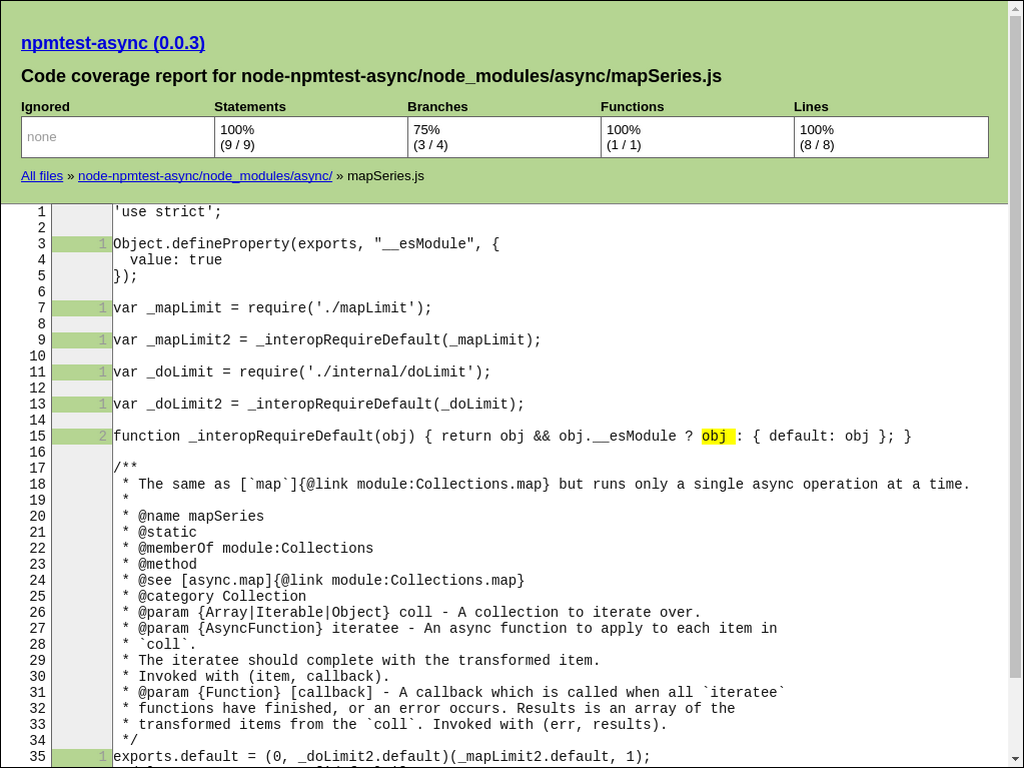 npmtest-async (0.0.3)
Code coverage report for node-npmtest-async/node_modules/async/mapSeries.js
Ignored Statements Branches Functions Lines
none 100% 75% 100% 100%
(9 / 9) (3 / 4) (1 / 1) (8 / 8)
All files » node-npmtest-async/node_modules/async/ » mapSeries.js
1 'use strict';
2
3 1 Object.defineProperty(exports, "__esModule", {
4   value: true
5 });
6
7 1 var _mapLimit = require('./mapLimit');
8
9 1 var _mapLimit2 = _interopRequireDefault(_mapLimit);
10
11 1 var _doLimit = require('./internal/doLimit');
12
13 1 var _doLimit2 = _interopRequireDefault(_doLimit);
14
15 2 function _interopRequireDefault(obj) { return obj && obj.__esModule ? obj : { default: obj }; }
16
17 /**
18  * The same as [`map`]{@link module:Collections.map} but runs only a single async operation at a time.
19  *
20  * @name mapSeries
21  * @static
22  * @memberOf module:Collections
23  * @method
24  * @see [async.map]{@link module:Collections.map}
25  * @category Collection
26  * @param {Array|Iterable|Object} coll - A collection to iterate over.
27  * @param {AsyncFunction} iteratee - An async function to apply to each item in
28  * `coll`.
29  * The iteratee should complete with the transformed item.
30  * Invoked with (item, callback).
31  * @param {Function} [callback] - A callback which is called when all `iteratee`
32  * functions have finished, or an error occurs. Results is an array of the
33  * transformed items from the `coll`. Invoked with (err, results).
34  */
35 1 exports.default = (0, _doLimit2.default)(_mapLimit2.default, 1);